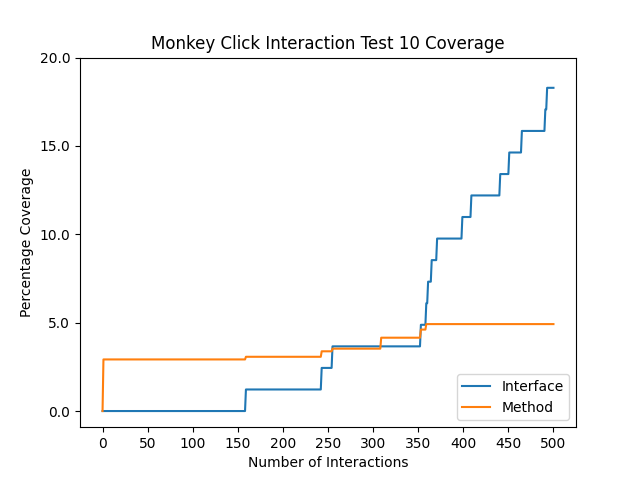 Monkey Click Interaction Test 10 Coverage
20.0
15.0
10.0
5.0
0.0
Percentage Coverage
Interface
Method
0 50 100 150 200 250 300 350 400 450 500
Number of Interactions